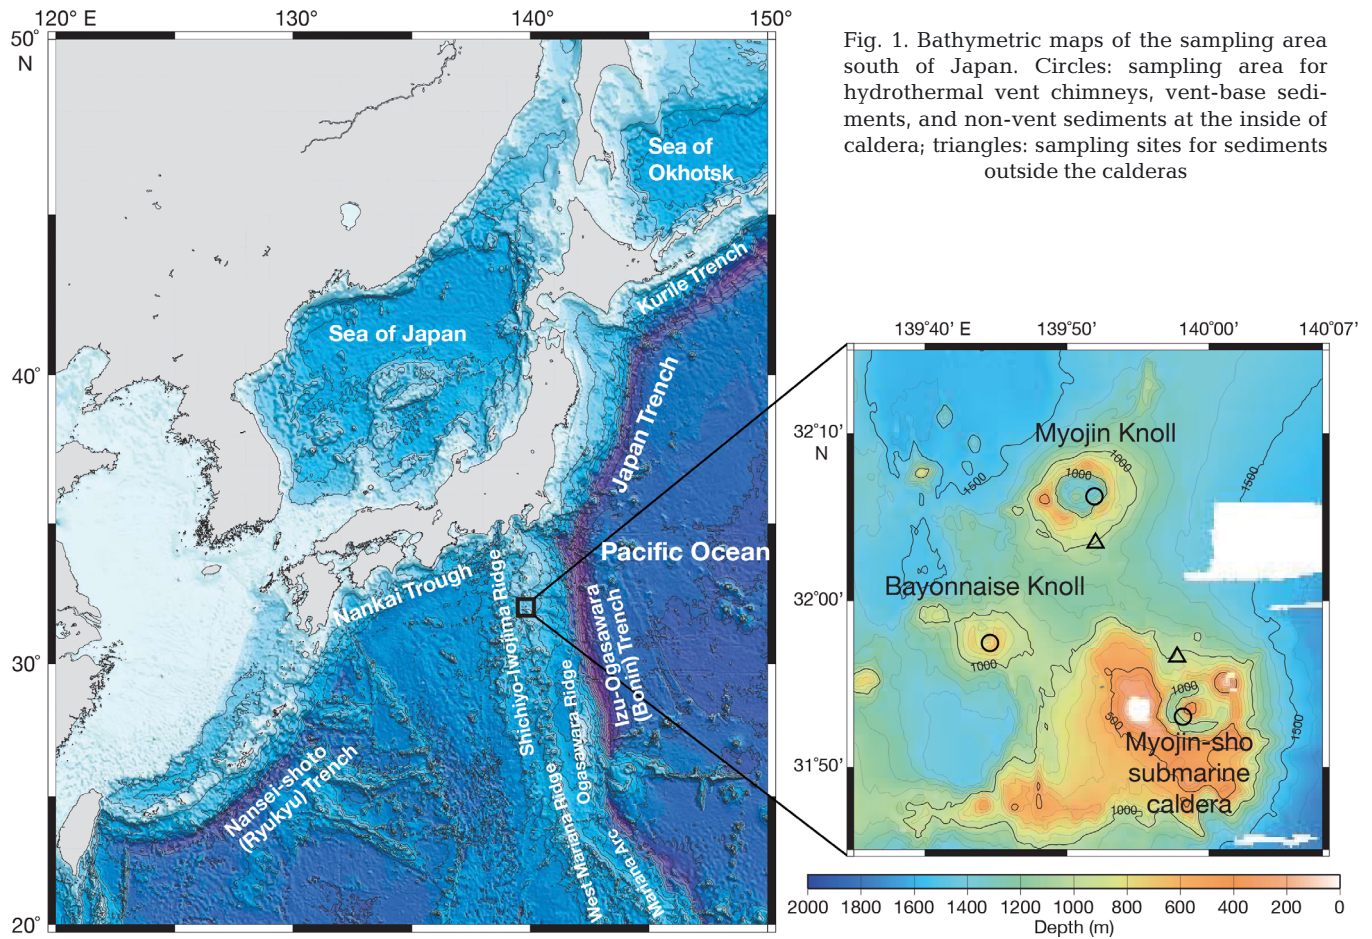 120° E
130°
140°
150°
50°
N
40°
30°
20°
Sea of
Okhotsk
Kurile Trench
Sea of Japan
Japan Trench
Pacific Ocean
Nankai Trough
Shichiyo-Iwojima Ridge
Izu-Ogasawara
(Bonin) Trench
Ogasawara Ridge
Nansei-shoto
(Ryukyu) Trench
West Mariana Ridge
Mariana Arc
Fig. 1. Bathymetric maps of the sampling area
south of Japan. Circles: sampling area for
hydrothermal vent chimneys, vent-base sedi-
ments, and non-vent sediments at the inside of
caldera; triangles: sampling sites for sediments
outside the calderas
139°40' E
139°50'
140°00'
140°07'
32°10'
N
32°00'
31°50'
Myojin Knoll
1000
1000
1500
1500
Bayonnaise Knoll
1000
1000
500
1500
Myojin-sho
submarine
caldera
1000
2000 1800 1600 1400 1200 1000 800 600 400 200 0
Depth (m)